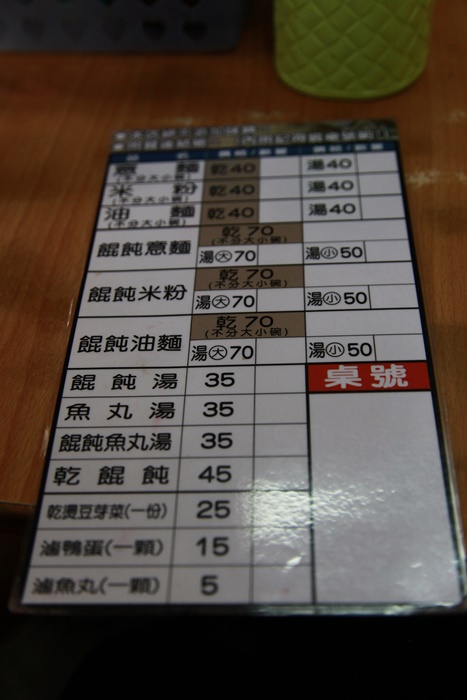 意 麵 乾40 湯40
(不分大小碗)
米 粉 乾40 湯40
(不分大小碗)
油 麵 乾40 湯40
(不分大小碗)
餛飩意麵 乾 70
(不分大小碗)
湯大70 湯小50
餛飩米粉 乾 70
(不分大小碗)
湯大70 湯小50
餛飩油麵 乾 70
(不分大小碗)
湯大70 湯小50
餛飩湯 35 桌號
魚丸湯 35
餛飩魚丸湯 35
乾餛飩 45
乾燙豆芽菜(一份) 25
滷鴨蛋(一顆) 15
滷魚丸(一顆) 5